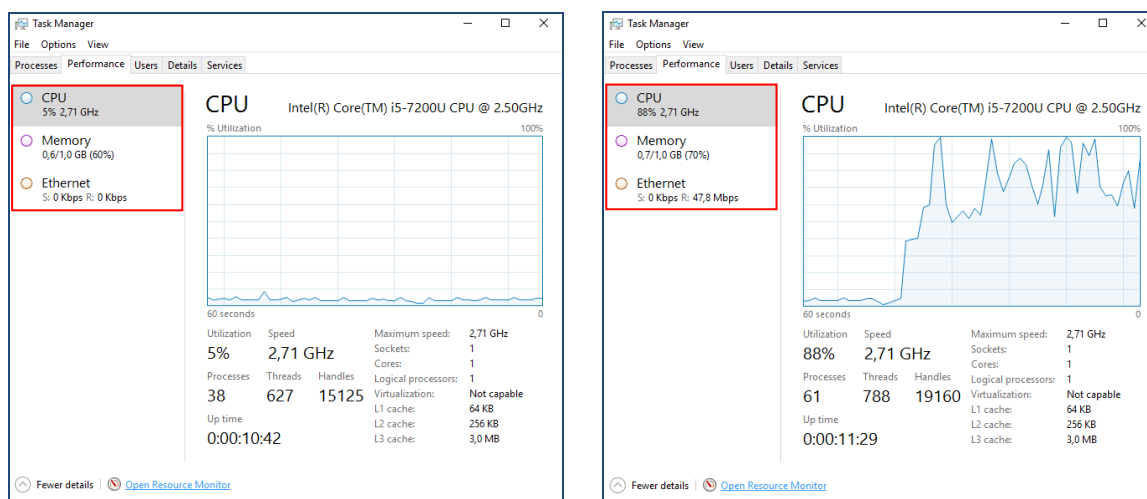 Task Manager
File Options View
Processes Performance Users Details Services
CPU
5% 2,71 GHz
Memory
0,6/1,0 GB (60%)
Ethernet
S: 0 Kbps R: 0 Kbps
CPU Intel(R) Core(TM) i5-7200U CPU @ 2.50GHz
% Utilization 100%
60 seconds 0
Utilization Speed Maximum speed: 2,71 GHz
5% 2,71 GHz Sockets: 1
Cores: 1
Processes Threads Handles Logical processors: 1
38 627 15125 Virtualization: Not capable
L1 cache: 64 KB
Up time L2 cache: 256 KB
0:00:10:42 L3 cache: 3,0 MB
Fewer details Open Resource Monitor
Task Manager
File Options View
Processes Performance Users Details Services
CPU
88% 2,71 GHz
Memory
0,7/1,0 GB (70%)
Ethernet
S: 0 Kbps R: 47,8 Mbps
CPU Intel(R) Core(TM) i5-7200U CPU @ 2.50GHz
% Utilization 100%
60 seconds 0
Utilization Speed Maximum speed: 2,71 GHz
88% 2,71 GHz Sockets: 1
Cores: 1
Processes Threads Handles Logical processors: 1
61 788 19160 Virtualization: Not capable
L1 cache: 64 KB
Up time L2 cache: 256 KB
0:00:11:29 L3 cache: 3,0 MB
Fewer details Open Resource Monitor